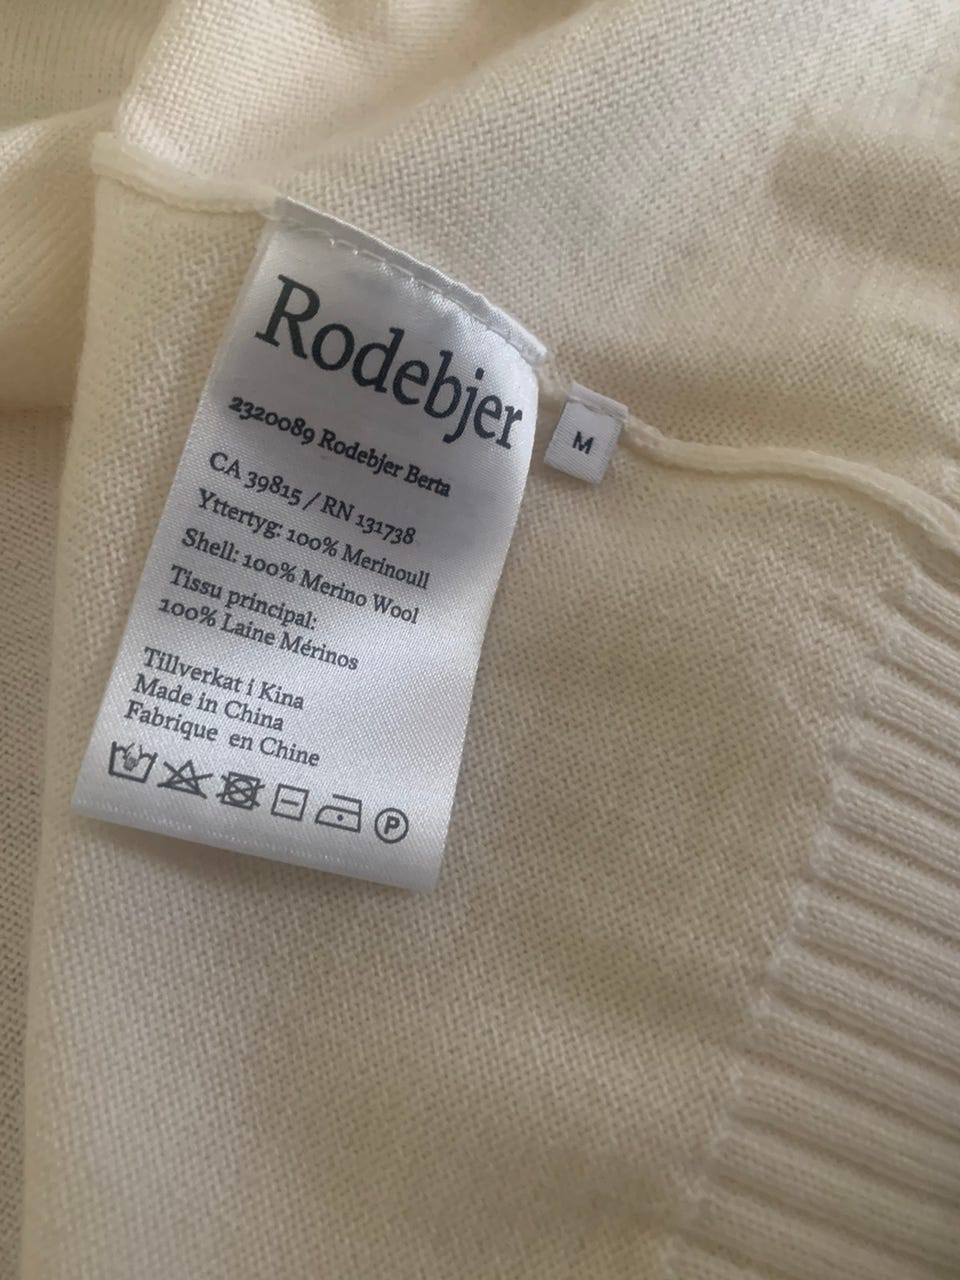 Rodebjer
2320089 Rodebjer Berta
CA 39815 / RN 131738
Yttertyg: 100% Merinoull
Shell: 100% Merino Wool
Tissu principal:
100% Laine Mérinos
Tillverkat i Kina
Made in China
Fabrique en Chine
P
M